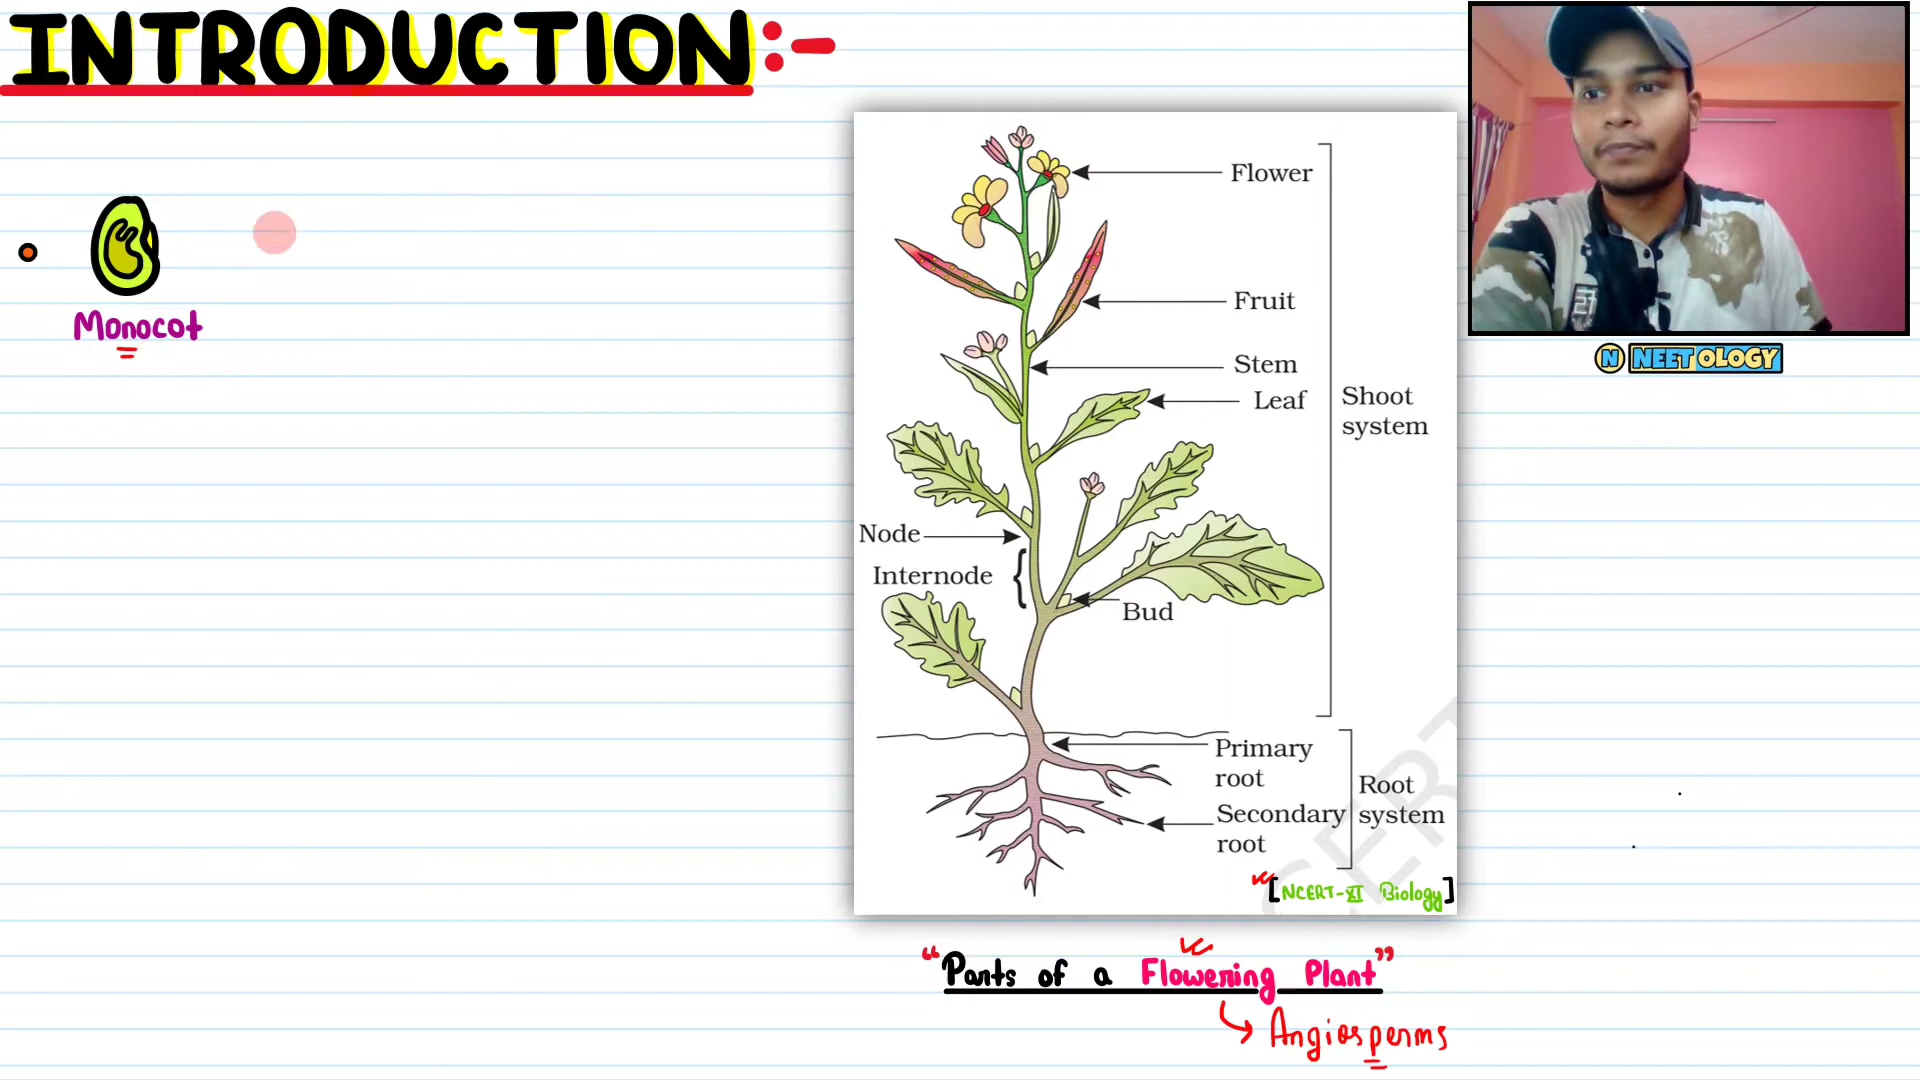 INTRODUCTION:-
Monocot
Flower
Fruit
Stem
Leaf
Shoot
system
Node
Internode
Bud
Primary
root
Secondary
root
Root
system
CERT
[NCERT-XI Biology]
"Parts of a Flowering Plant"
Angiosperms
N NEETOLOGY